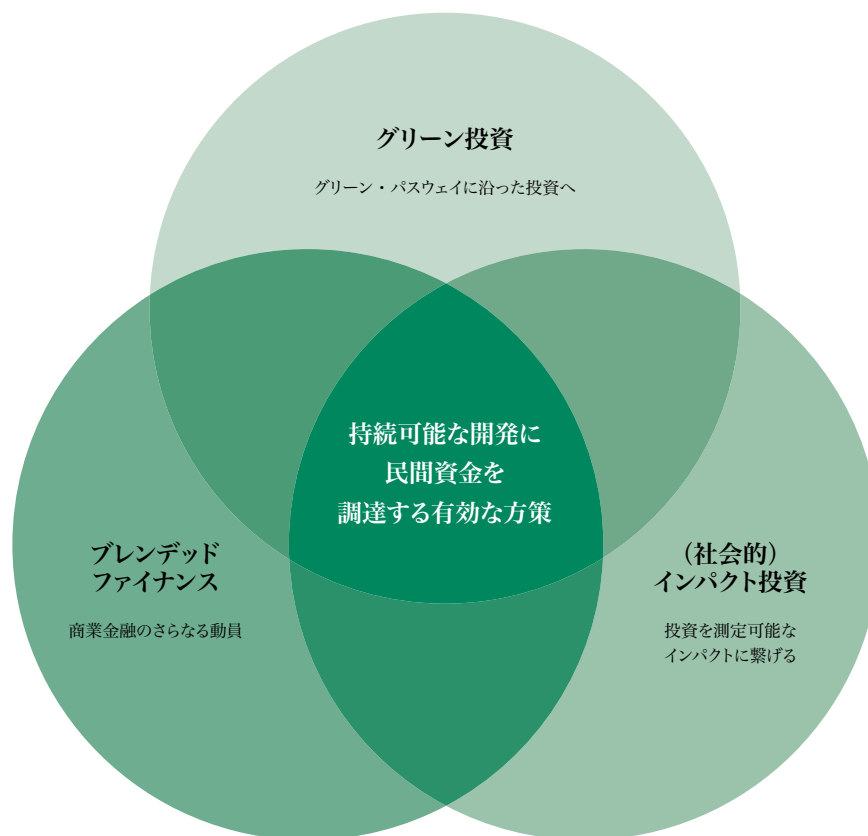 グリーン投資
グリーン・パスウェイに沿った投資へ
持続可能な開発に
民間資金を
調達する有効な方策
ブレンデッド
ファイナンス
商業金融のさらなる動員
（社会的）
インパクト投資
投資を測定可能な
インパクトに繋げる